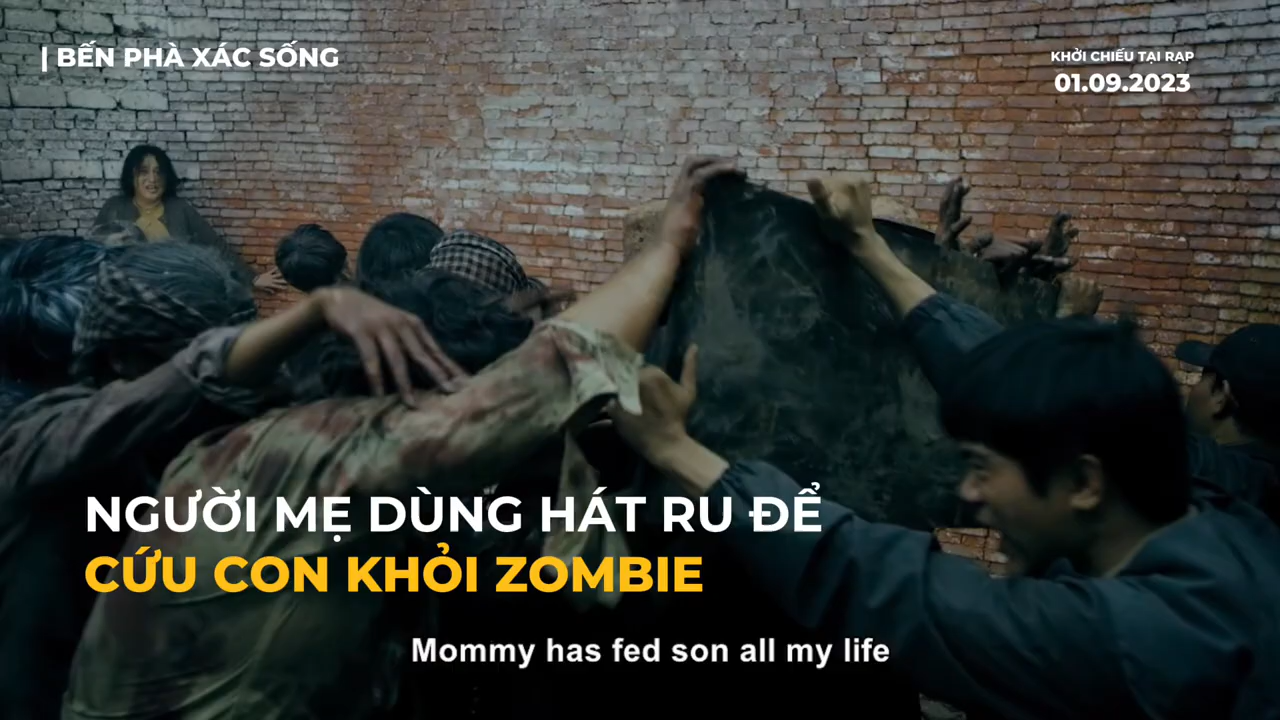 | BẾN PHÀ XÁC SỐNG
KHỞI CHIẾU TẠI RẠP
01.09.2023
NGƯỜI MẸ DÙNG HÁT RU ĐỂ
CỨU CON KHỎI ZOMBIE
Mommy has fed son all my life